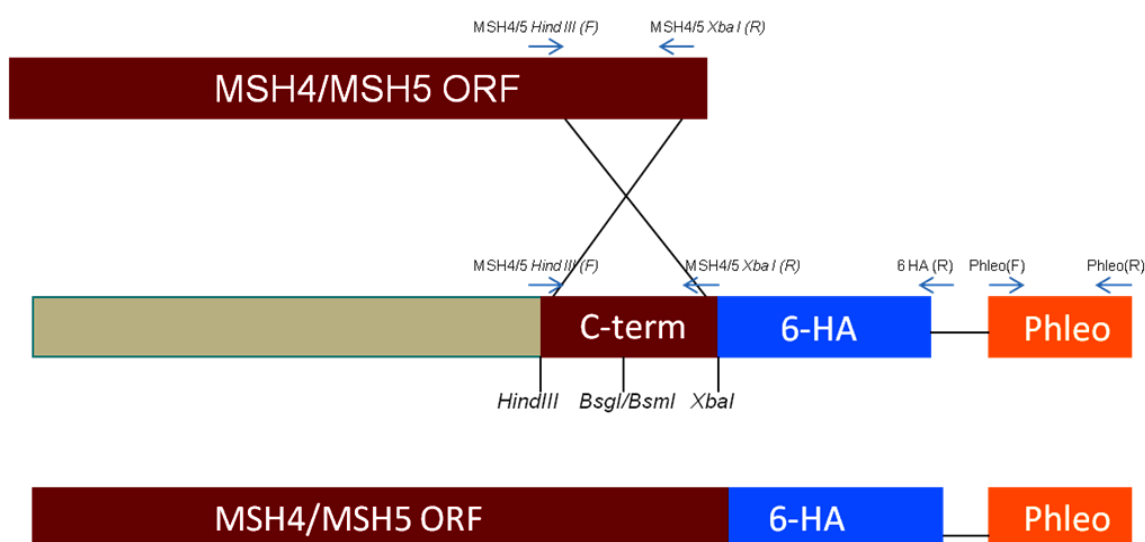 MSH4/5 Hind III (F)
MSH4/5 Xba I (R)
MSH4/MSH5 ORF
MSH4/5 Hind III (F)
MSH4/5 Xba I (R)
6 HA (R)
Phleo(F)
Phleo(R)
C-term
6-HA
Phleo
HindIII
BsgI/BsmI
XbaI
MSH4/MSH5 ORF
6-HA
Phleo